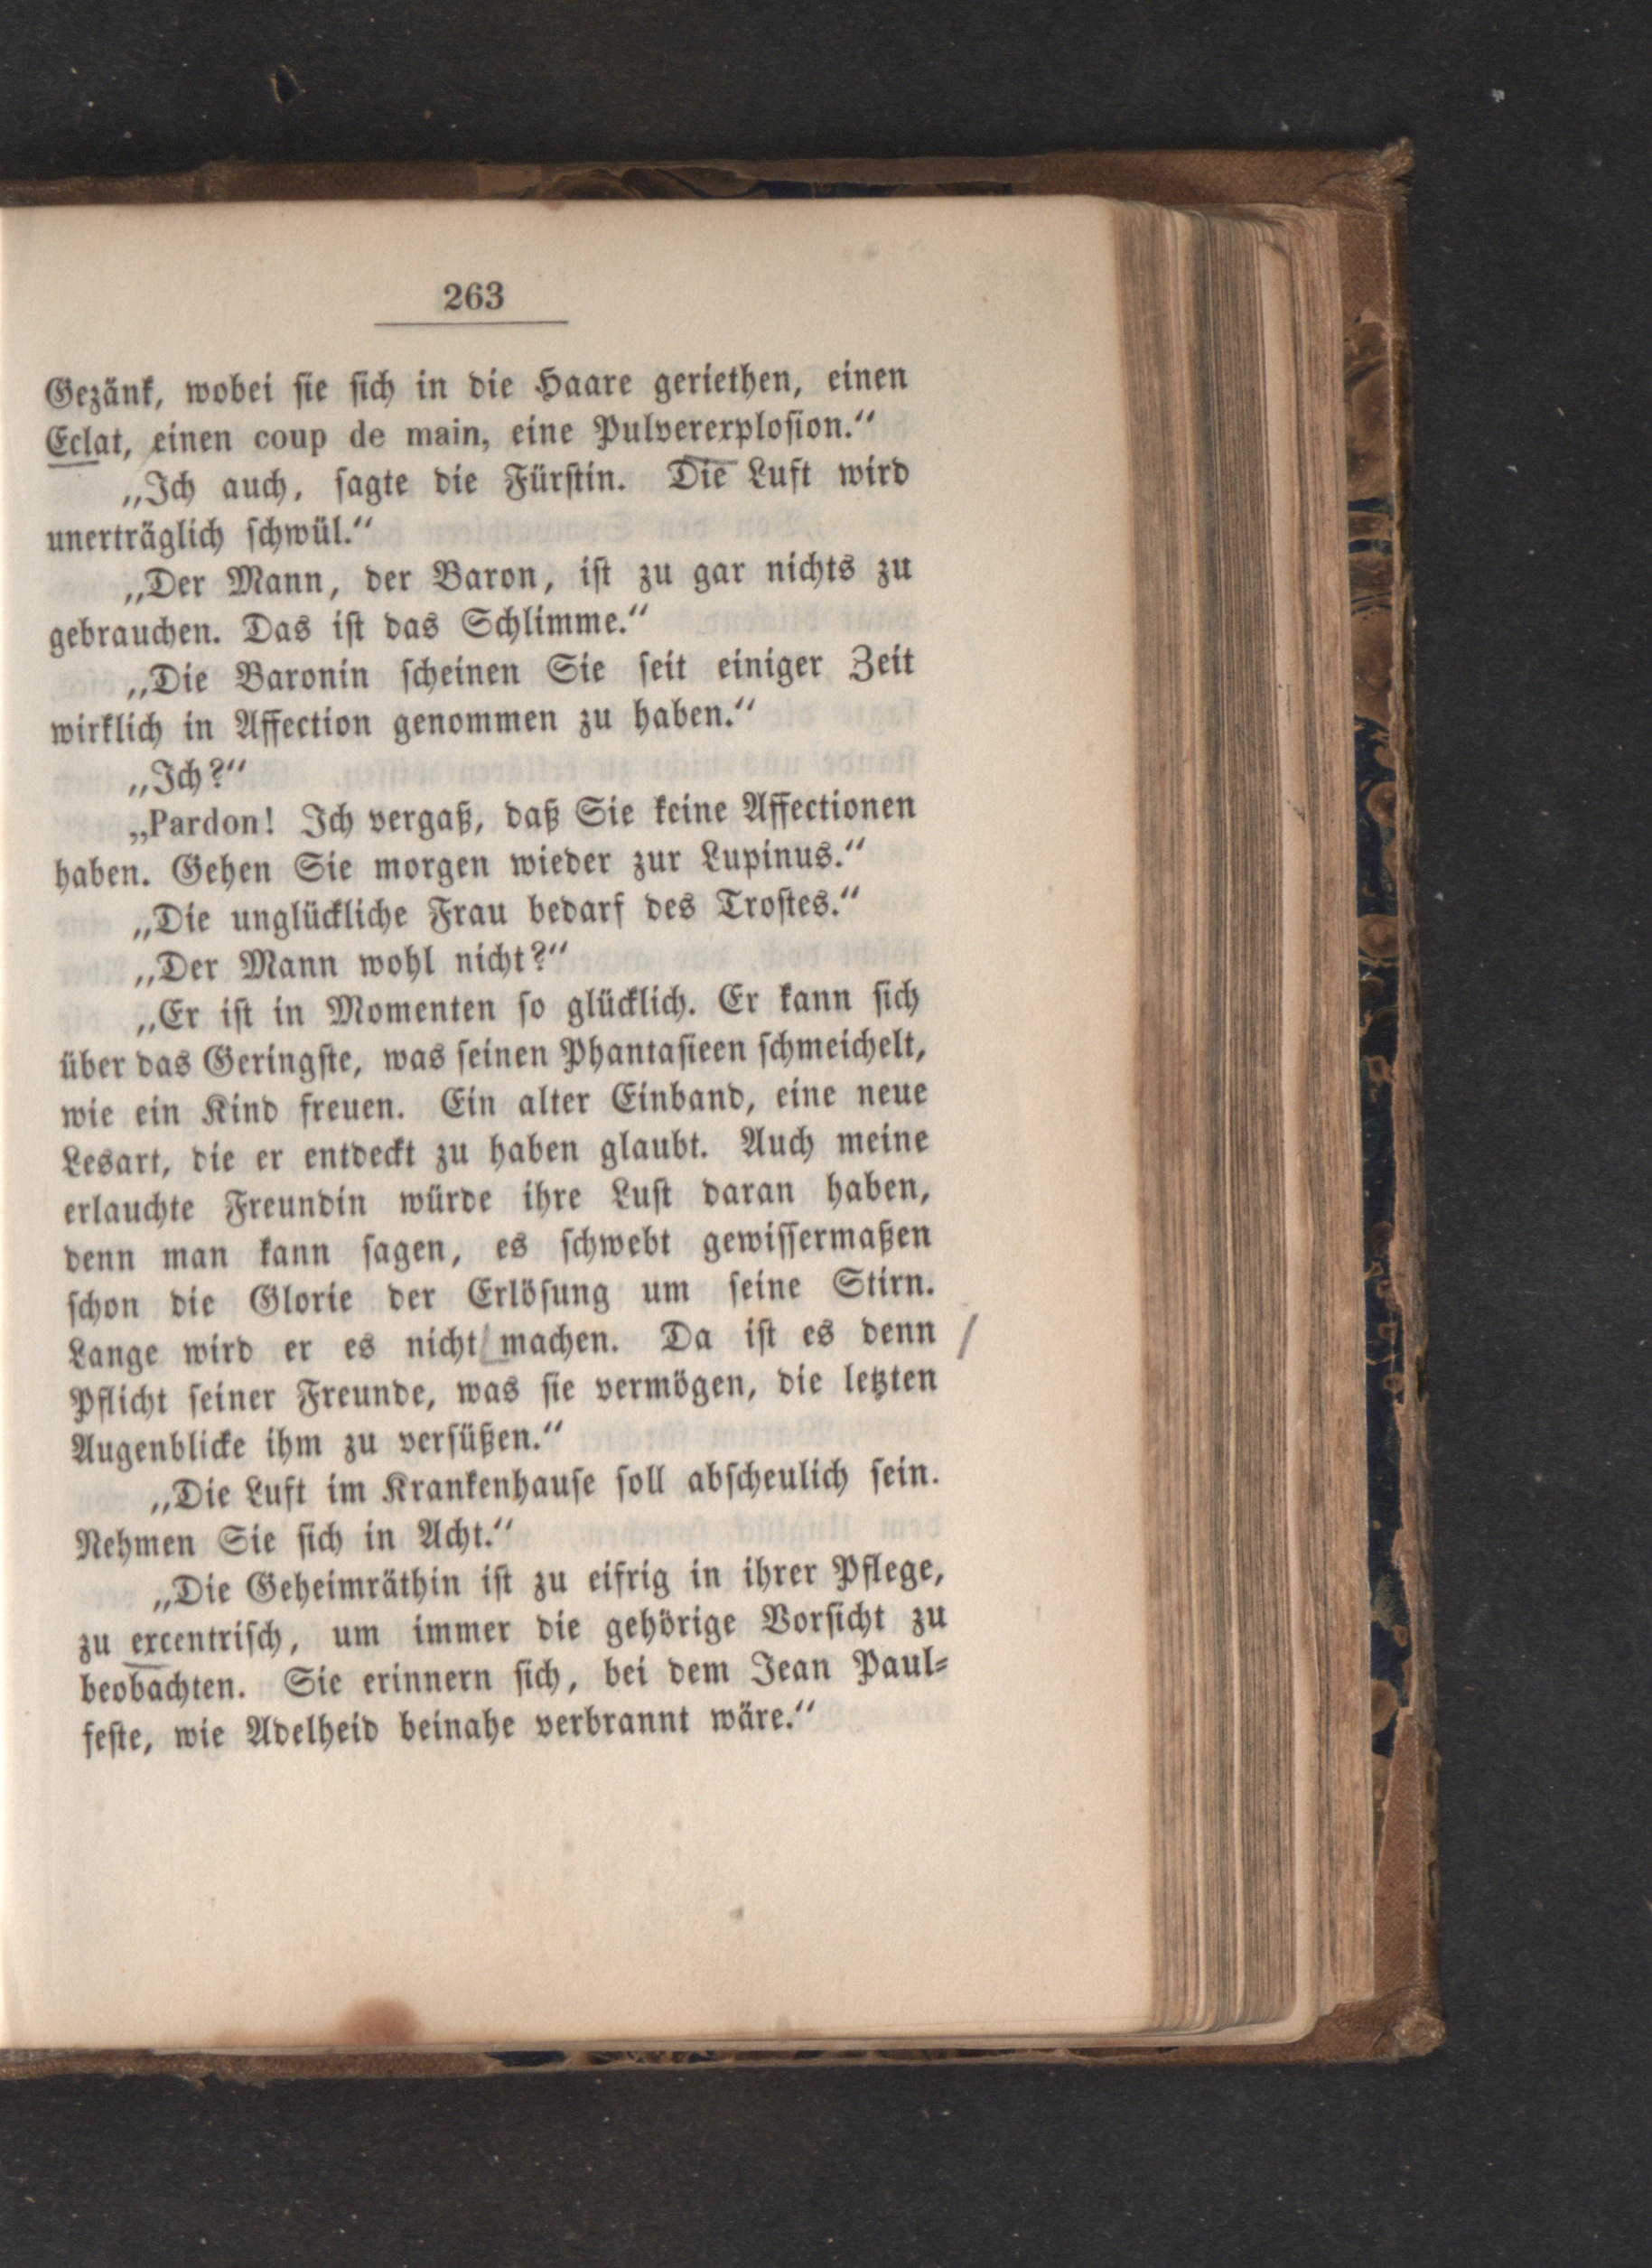 263
Gezänk, wobei ſie ſich in die Haare geriethen, einen
Eclat, einen coup de main, eine Pulverexploſion.“
„Ich auch, ſagte die Fürſtin. Die Luft wird
unerträglich ſchwül.“
„Der Mann, der Baron, iſt zu gar nichts zu
gebrauchen. Das iſt das Schlimme.“
„Die Baronin ſcheinen Sie ſeit einiger Zeit
wirklich in Affection genommen zu haben.“
„Ich?“
„Pardon! Ich vergaß, daß Sie keine Affectionen
haben. Gehen Sie morgen wieder zur Lupinus.“
„Die unglückliche Frau bedarf des Troſtes.“
„Der Mann wohl nicht?“
„Er iſt in Momenten ſo glücklich. Er kann ſich
über das Geringſte, was ſeinen Phantaſieen ſchmeichelt,
wie ein Kind freuen. Ein alter Einband, eine neue
Lesart, die er entdeckt zu haben glaubt. Auch meine
erlauchte Freundin würde ihre Luſt daran haben,
denn man kann ſagen, es ſchwebt gewiſſermaßen
ſchon die Glorie der Erlöſung um ſeine Stirn.
Lange wird er es nicht machen. Da iſt es denn
Pflicht ſeiner Freunde, was ſie vermögen, die letzten
Augenblicke ihm zu verſüßen.“
„Die Luft im Krankenhauſe ſoll abſcheulich ſein.
Nehmen Sie ſich in Acht.“
„Die Geheimräthin iſt zu eifrig in ihrer Pflege,
zu excentriſch, um immer die gehörige Vorſicht zu
beobachten. Sie erinnern ſich, bei dem Jean Paul-
feſte, wie Adelheid beinahe verbrannt wäre.“